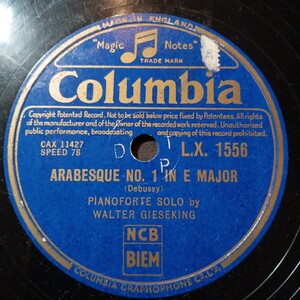 MADE IN ENGLAND
"Magic Notes"
TRADE MARK
Columbia
Copyright Patented Record. Not to be sold below price fixed by Patentees. All rights
of the manufacturer and of the owner of the recorded work reserved. Unauthorised
public performance, broadcasting and copying of this record prohibited.
CAX 11427
SPEED 78
D T
P
L.X. 1556
ARABESQUE NO. 1 IN E MAJOR
(Debussy)
PIANOFORTE SOLO by
WALTER GIESEKING
NCB
BIEM
COLUMBIA GRAPHOPHONE CO. LTD.